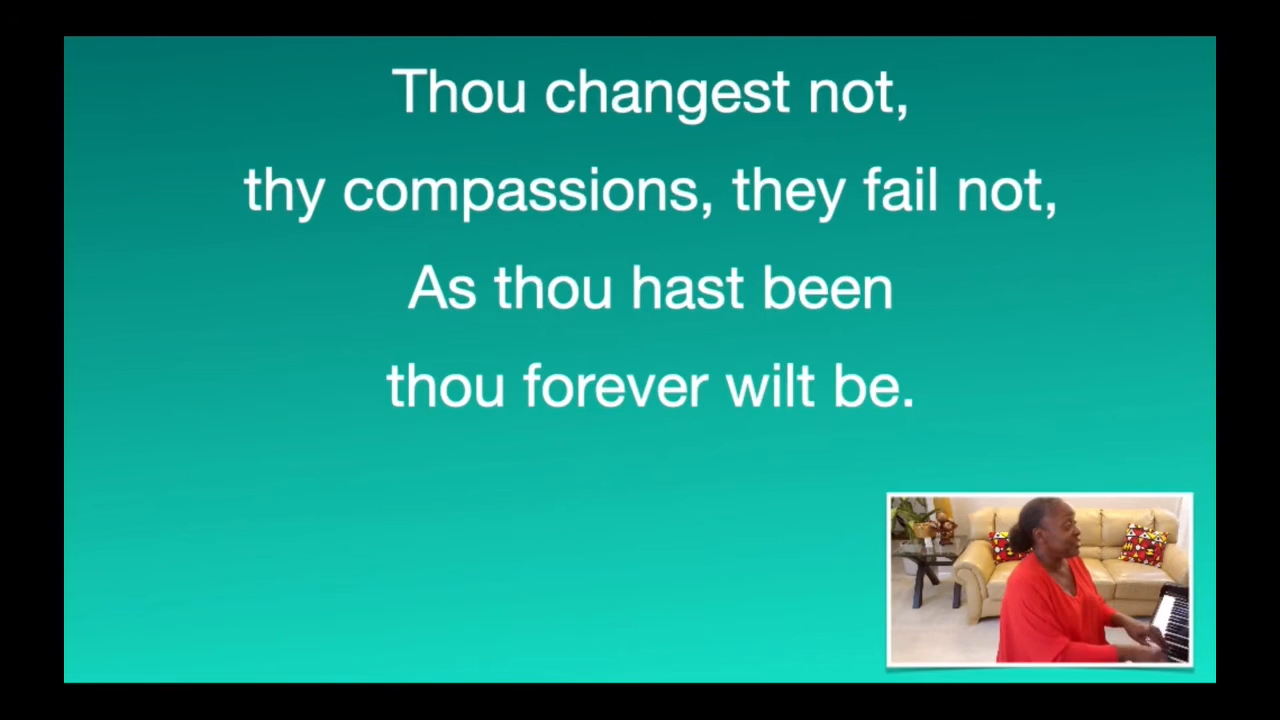 Thou changest not,
thy compassions, they fail not,
As thou hast been
thou forever wilt be.